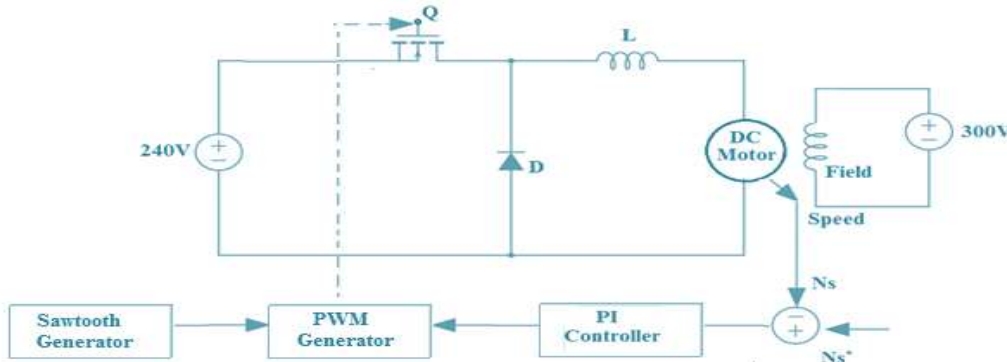 Q
L
240V
D
DC
Motor
Field
300V
Speed
Ns
Sawtooth
Generator
PWM
Generator
PI
Controller
Ns'